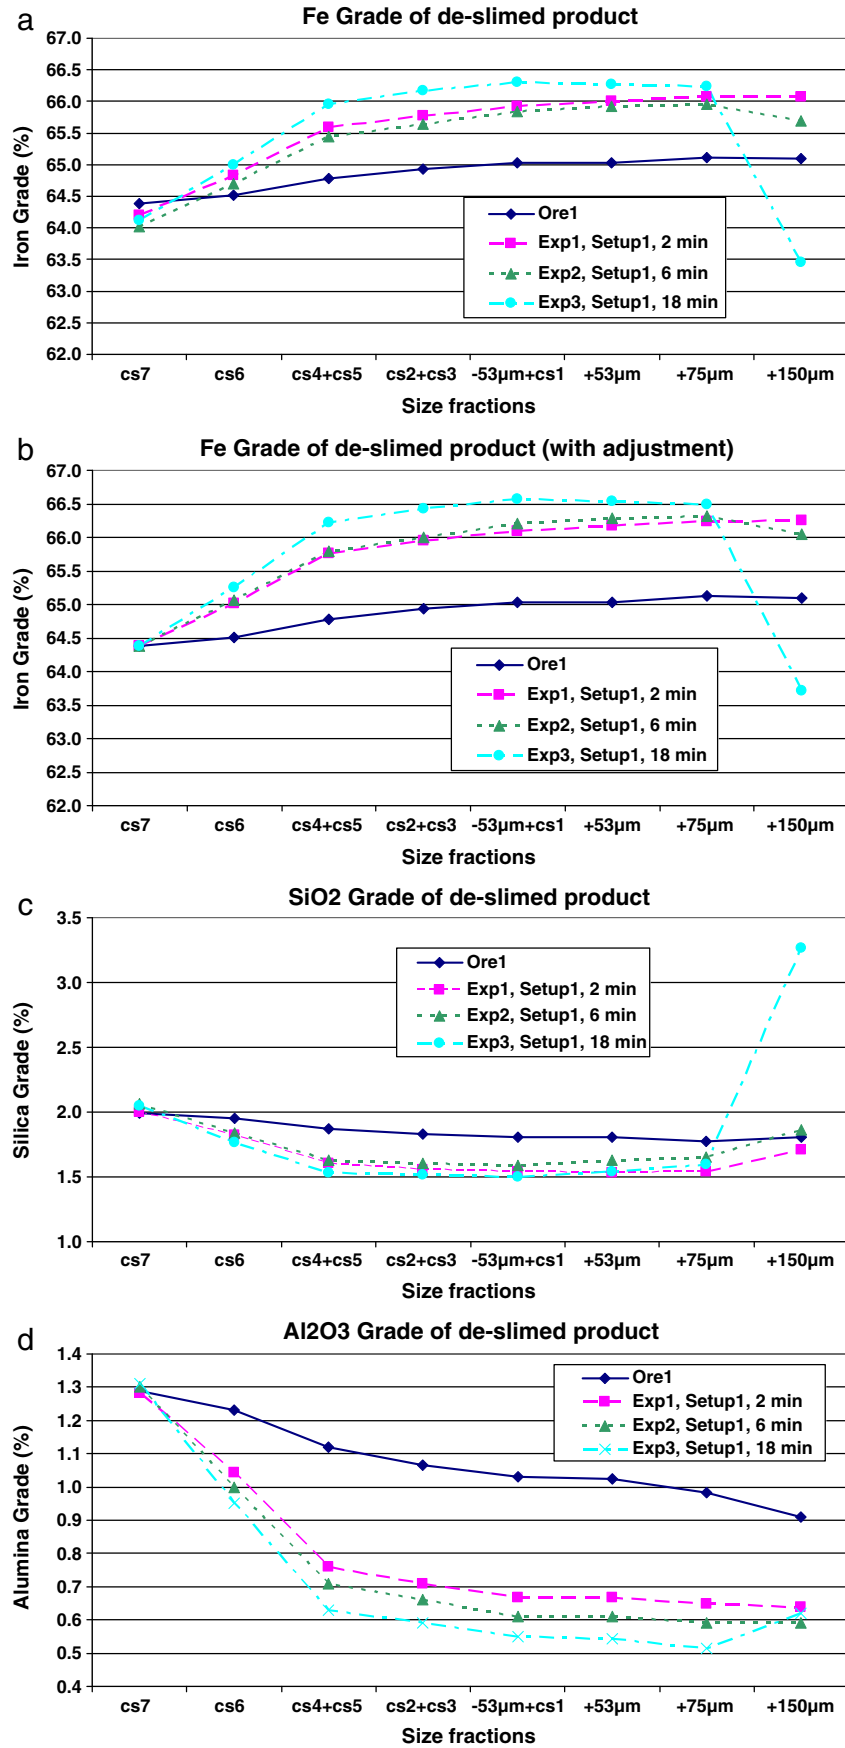 a
Fe Grade of de-slimed product
67.0
66.5
66.0
65.5
65.0
64.5
64.0
63.5
63.0
62.5
62.0
Iron Grade (%)
Ore1
Exp1, Setup1, 2 min
Exp2, Setup1, 6 min
Exp3, Setup1, 18 min
cs7 cs6 cs4+cs5 cs2+cs3 -53µm+cs1 +53µm +75µm +150µm
Size fractions
b
Fe Grade of de-slimed product (with adjustment)
67.0
66.5
66.0
65.5
65.0
64.5
64.0
63.5
63.0
62.5
62.0
Iron Grade (%)
Ore1
Exp1, Setup1, 2 min
Exp2, Setup1, 6 min
Exp3, Setup1, 18 min
cs7 cs6 cs4+cs5 cs2+cs3 -53µm+cs1 +53µm +75µm +150µm
Size fractions
c
SiO2 Grade of de-slimed product
3.5
3.0
2.5
2.0
1.5
1.0
Silica Grade (%)
Ore1
Exp1, Setup1, 2 min
Exp2, Setup1, 6 min
Exp3, Setup1, 18 min
cs7 cs6 cs4+cs5 cs2+cs3 -53µm+cs1 +53µm +75µm +150µm
Size fractions
d
Al2O3 Grade of de-slimed product
1.4
1.3
1.2
1.1
1.0
0.9
0.8
0.7
0.6
0.5
0.4
Alumina Grade (%)
Ore1
Exp1, Setup1, 2 min
Exp2, Setup1, 6 min
Exp3, Setup1, 18 min
cs7 cs6 cs4+cs5 cs2+cs3 -53µm+cs1 +53µm +75µm +150µm
Size fractions